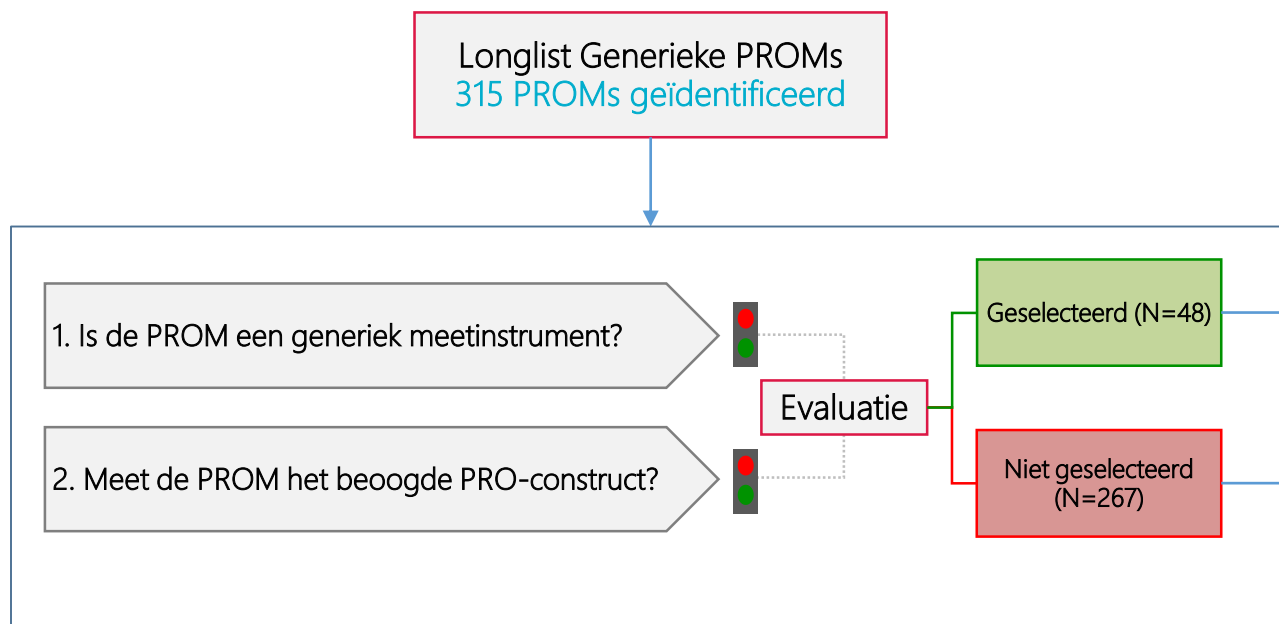 Longlist Generieke PROMs
315 PROMs geïdentificeerd
1. Is de PROM een generiek meetinstrument?
Geselecteerd (N=48)
Evaluatie
2. Meet de PROM het beoogde PRO-construct?
Niet geselecteerd
(N=267)